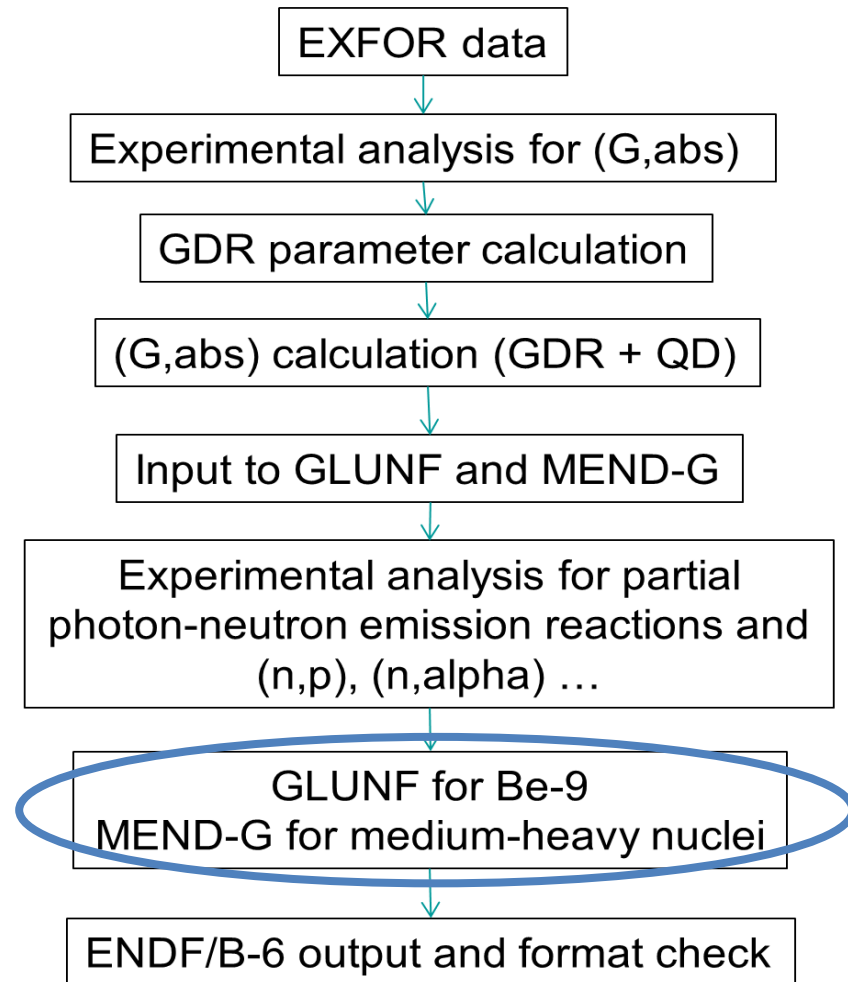 EXFOR data
Experimental analysis for (G,abs)
GDR parameter calculation
(G,abs) calculation (GDR + QD)
Input to GLUNF and MEND-G
Experimental analysis for partial
photon-neutron emission reactions and
(n,p), (n,alpha) …
GLUNF for Be-9
MEND-G for medium-heavy nuclei
ENDF/B-6 output and format check